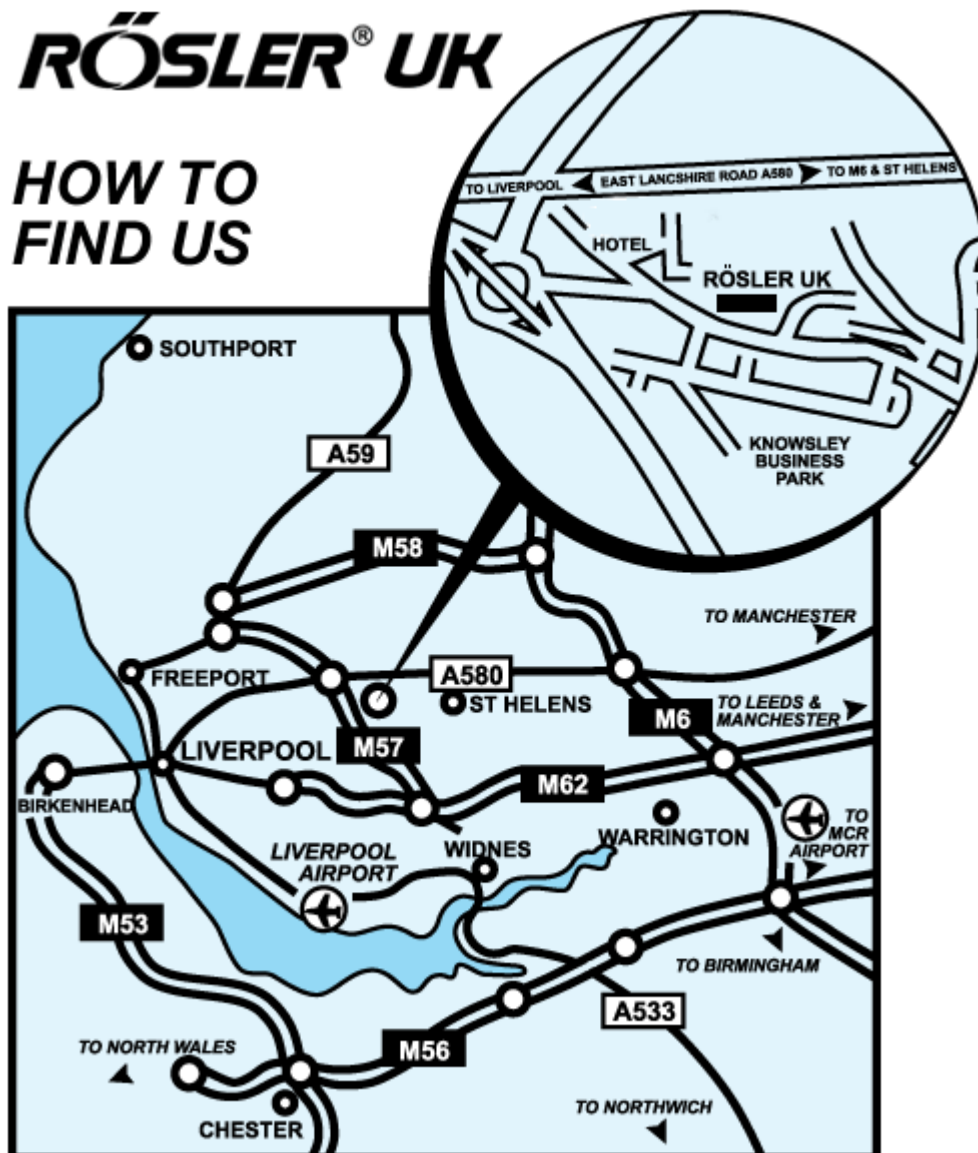 RÖSLER® UK
HOW TO
FIND US
TO LIVERPOOL
EAST LANCSHIRE ROAD A580
TO M6 & ST HELENS
HOTEL
RÖSLER UK
KNOWSLEY
BUSINESS
PARK
SOUTHPORT
A59
M58
TO MANCHESTER
FREEPORT
A580
ST HELENS
M6
TO LEEDS &
MANCHESTER
LIVERPOOL
M57
M62
BIRKENHEAD
WARRINGTON
TO
MCR
AIRPORT
LIVERPOOL
AIRPORT
WIDNES
M53
TO BIRMINGHAM
A533
M56
TO NORTH WALES
CHESTER
TO NORTHWICH